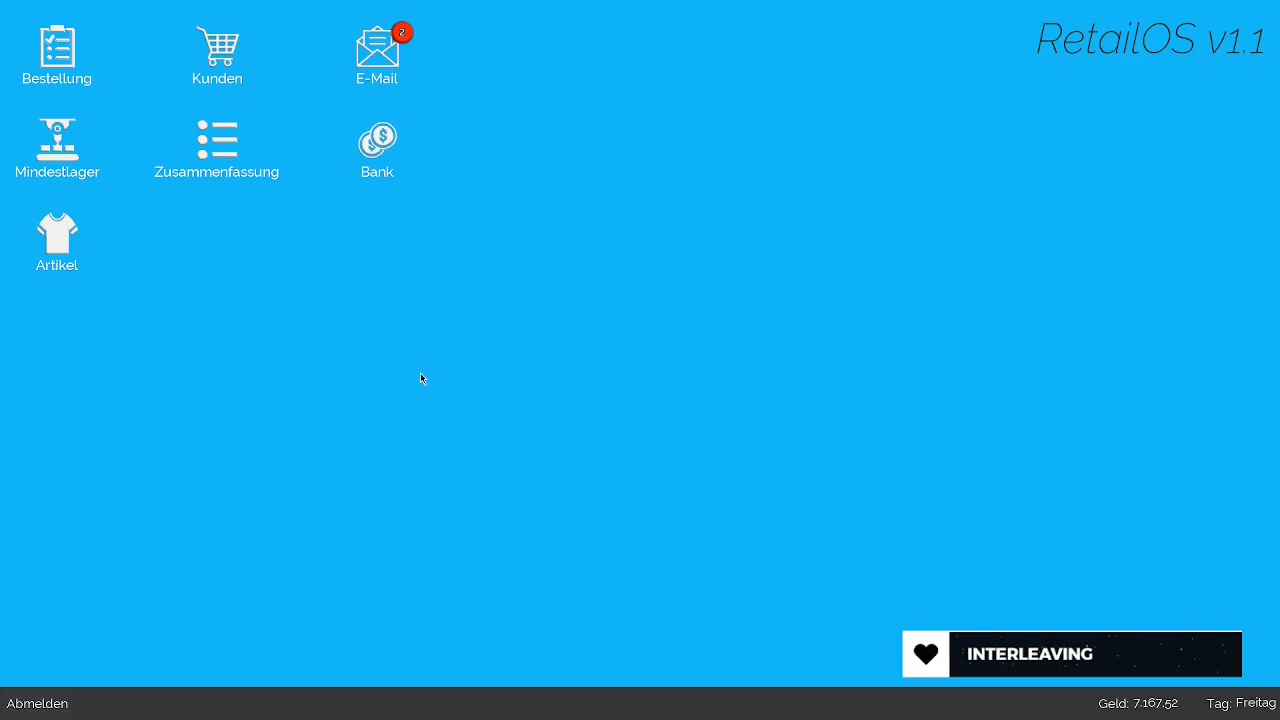 RetailOS v1.1
2
Bestellung
Kunden
E-Mail
Mindestlager
Zusammenfassung
Bank
Artikel
INTERLEAVING
Abmelden
Geld: 7.167,52
Tag: Freitag